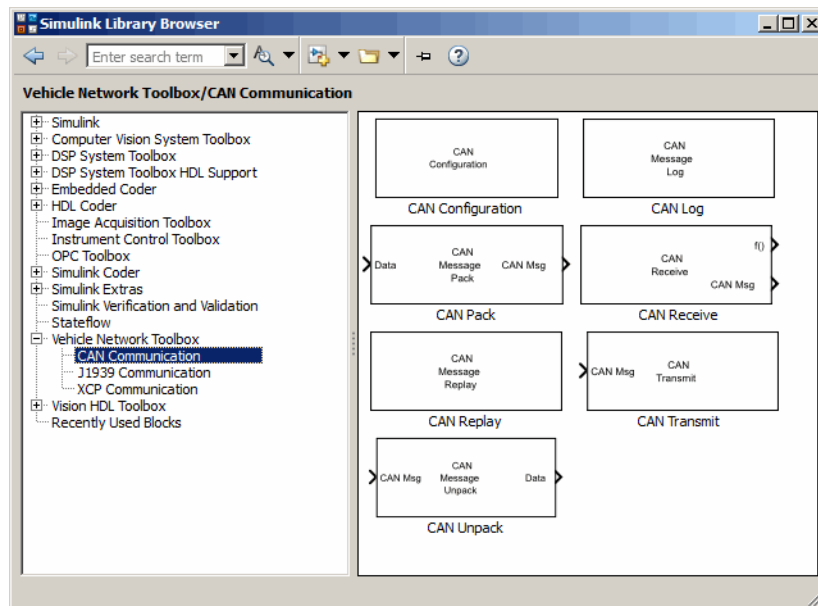 Simulink Library Browser
Enter search term
Vehicle Network Toolbox/CAN Communication
Simulink
Computer Vision System Toolbox
DSP System Toolbox
DSP System Toolbox HDL Support
Embedded Coder
HDL Coder
Image Acquisition Toolbox
Instrument Control Toolbox
OPC Toolbox
Simulink Coder
Simulink Extras
Simulink Verification and Validation
Stateflow
Vehicle Network Toolbox
CAN Communication
J1939 Communication
XCP Communication
Vision HDL Toolbox
Recently Used Blocks
CAN
Configuration
CAN Configuration
CAN
Message
Log
CAN Log
Data
CAN
Message
Pack
CAN Msg
CAN Pack
CAN
Receive
f()
CAN Msg
CAN Receive
CAN
Message
Replay
CAN Replay
CAN Msg
CAN
Transmit
CAN Transmit
CAN Msg
CAN
Message
Unpack
Data
CAN Unpack